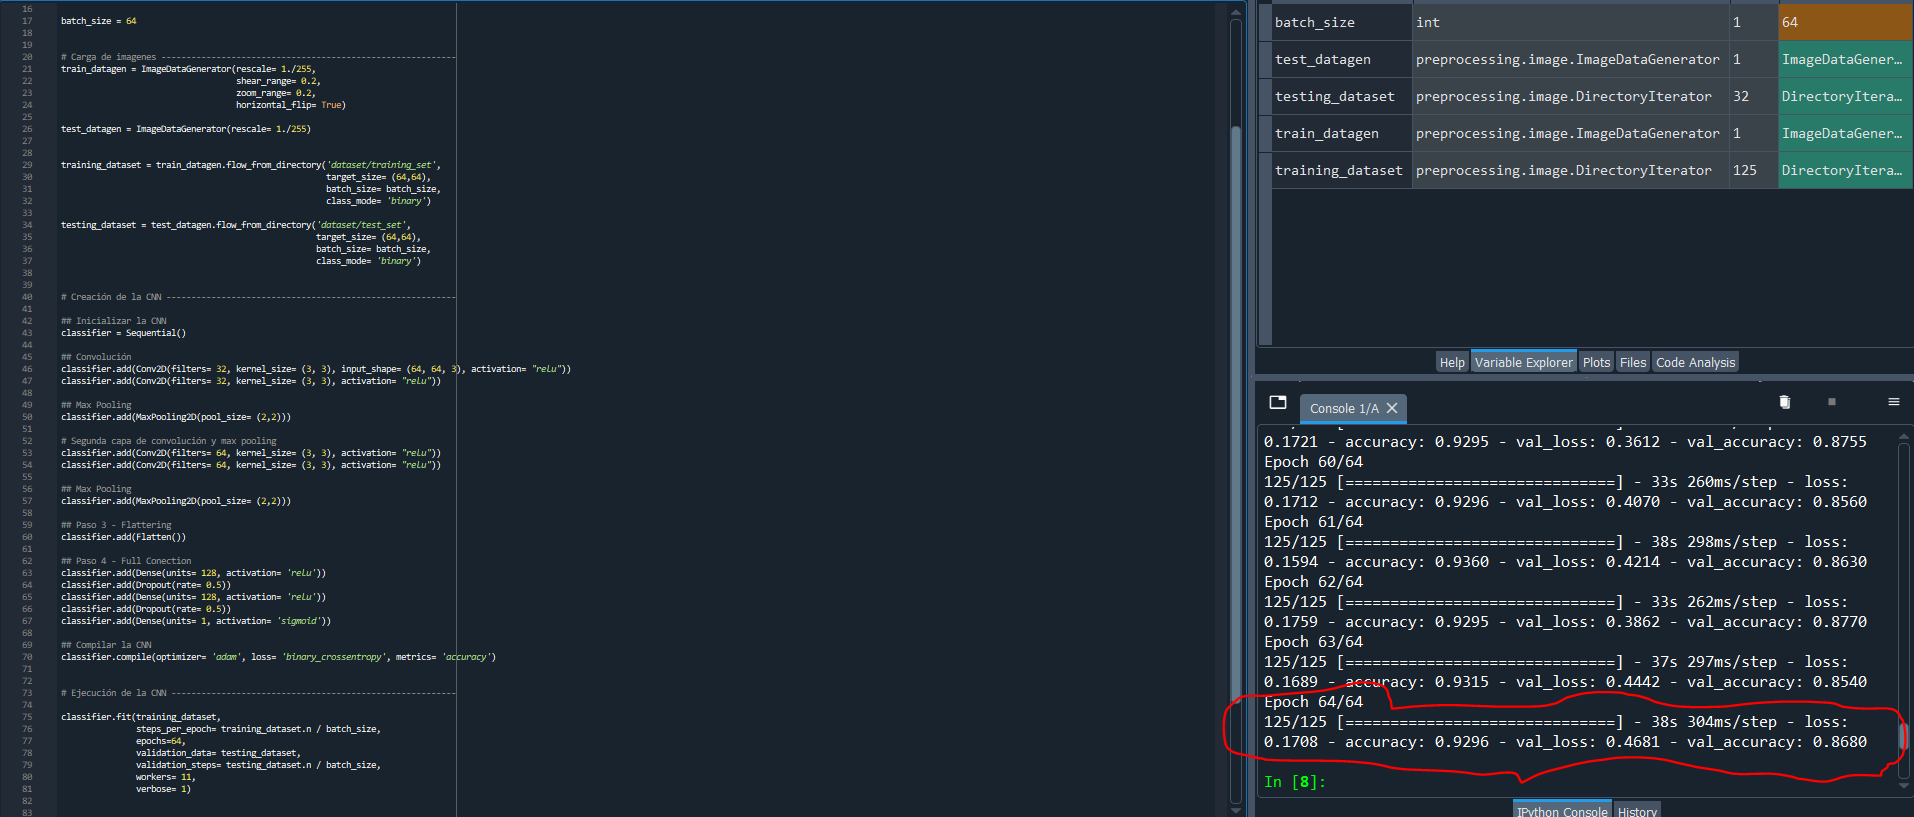 16
17 batch_size = 64
18
19
20 # Carga de imagenes -----------------------------------------------------------
21 train_datagen = ImageDataGenerator(rescale= 1./255,
22 shear_range= 0.2,
23 zoom_range= 0.2,
24 horizontal_flip= True)
25
26 test_datagen = ImageDataGenerator(rescale= 1./255)
27
28
29 training_dataset = train_datagen.flow_from_directory('dataset/training_set',
30 target_size= (64,64),
31 batch_size= batch_size,
32 class_mode= 'binary')
33
34 testing_dataset = test_datagen.flow_from_directory('dataset/test_set',
35 target_size= (64,64),
36 batch_size= batch_size,
37 class_mode= 'binary')
38
39
40 # Creación de la CNN ----------------------------------------------------------
41
42 ## Inicializar la CNN
43 classifier = Sequential()
44
45 ## Convolución
46 classifier.add(Conv2D(filters= 32, kernel_size= (3, 3), input_shape= (64, 64, 3), activation= "relu"))
47 classifier.add(Conv2D(filters= 32, kernel_size= (3, 3), activation= "relu"))
48
49 ## Max Pooling
50 classifier.add(MaxPooling2D(pool_size= (2,2)))
51
52 # Segunda capa de convolución y max pooling
53 classifier.add(Conv2D(filters= 64, kernel_size= (3, 3), activation= "relu"))
54 classifier.add(Conv2D(filters= 64, kernel_size= (3, 3), activation= "relu"))
55
56 ## Max Pooling
57 classifier.add(MaxPooling2D(pool_size= (2,2)))
58
59 ## Paso 3 - Flattering
60 classifier.add(Flatten())
61
62 ## Paso 4 - Full Conection
63 classifier.add(Dense(units= 128, activation= 'relu'))
64 classifier.add(Dropout(rate= 0.5))
65 classifier.add(Dense(units= 128, activation= 'relu'))
66 classifier.add(Dropout(rate= 0.5))
67 classifier.add(Dense(units= 1, activation= 'sigmoid'))
68
69 ## Compilar la CNN
70 classifier.compile(optimizer= 'adam', loss= 'binary_crossentropy', metrics= 'accuracy')
71
72
73 # Ejecución de la CNN ---------------------------------------------------------
74
75 classifier.fit(training_dataset,
76 steps_per_epoch= training_dataset.n / batch_size,
77 epochs=64,
78 validation_data= testing_dataset,
79 validation_steps= testing_dataset.n / batch_size,
80 workers= 11,
81 verbose= 1)
82
83
batch_size int 1 64
test_datagen preprocessing.image.ImageDataGenerator 1 ImageDataGener…
testing_dataset preprocessing.image.DirectoryIterator 32 DirectoryItera…
train_datagen preprocessing.image.ImageDataGenerator 1 ImageDataGener…
training_dataset preprocessing.image.DirectoryIterator 125 DirectoryItera…
Help Variable Explorer Plots Files Code Analysis
Console 1/A
0.1721 - accuracy: 0.9295 - val_loss: 0.3612 - val_accuracy: 0.8755
Epoch 60/64
125/125 [==============================] - 33s 260ms/step - loss:
0.1712 - accuracy: 0.9296 - val_loss: 0.4070 - val_accuracy: 0.8560
Epoch 61/64
125/125 [==============================] - 38s 298ms/step - loss:
0.1594 - accuracy: 0.9360 - val_loss: 0.4214 - val_accuracy: 0.8630
Epoch 62/64
125/125 [==============================] - 33s 262ms/step - loss:
0.1759 - accuracy: 0.9295 - val_loss: 0.3862 - val_accuracy: 0.8770
Epoch 63/64
125/125 [==============================] - 37s 297ms/step - loss:
0.1689 - accuracy: 0.9315 - val_loss: 0.4442 - val_accuracy: 0.8540
Epoch 64/64
125/125 [==============================] - 38s 304ms/step - loss:
0.1708 - accuracy: 0.9296 - val_loss: 0.4681 - val_accuracy: 0.8680
In [8]:
IPython Console History